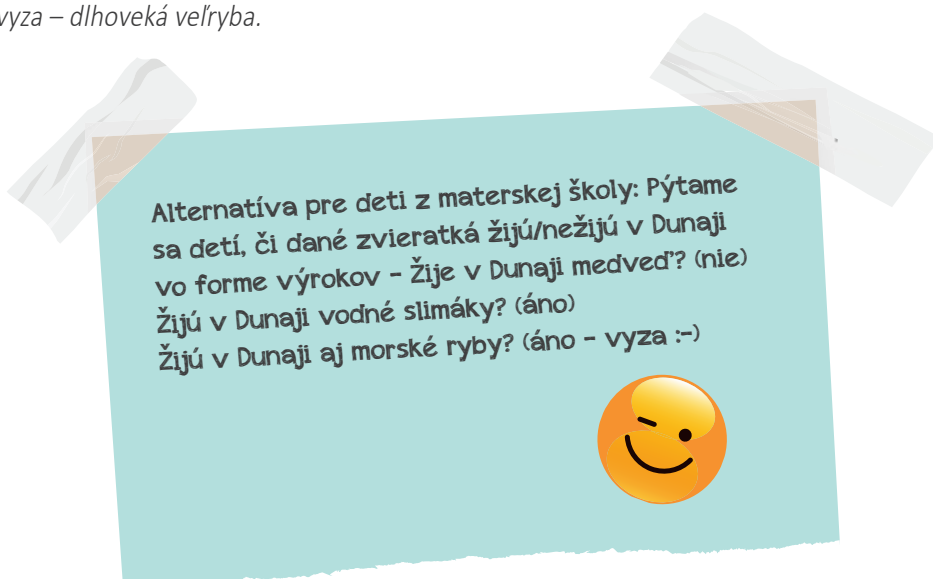 vyza – dlhoveká veľryba.
Alternatíva pre deti z materskej školy: Pýtame
sa detí, či dané zvieratká žijú/nežijú v Dunaji
vo forme výrokov - Žije v Dunaji medveď? (nie)
Žijú v Dunaji vodné slimáky? (áno)
Žijú v Dunaji aj morské ryby? (áno - vyza :-)